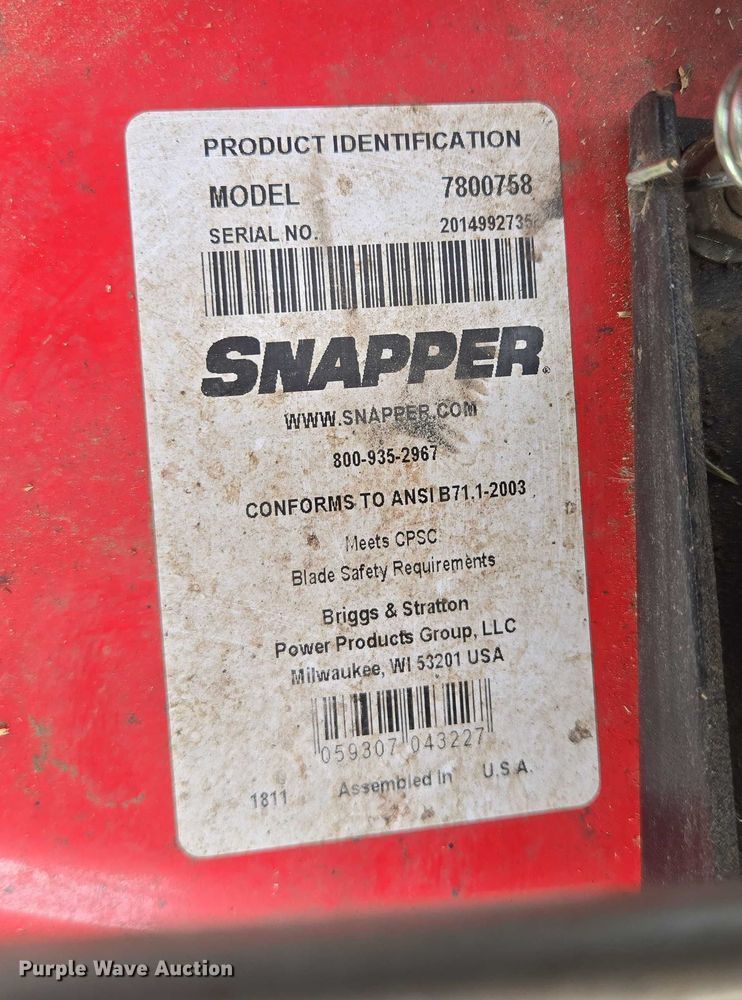 PRODUCT IDENTIFICATION
MODEL 7800758
SERIAL NO.
SNAPPER®
WWW.SNAPPER.COM
800-935-2967
CONFORMS TO ANSI B71.1-2003
Meets CPSC
Blade Safety Requirements
Briggs & Stratton
Power Products Group, LLC
Milwaukee, WI 53201 USA
059307 043227
1811 Assembled In U.S.A.
Purple Wave Auction